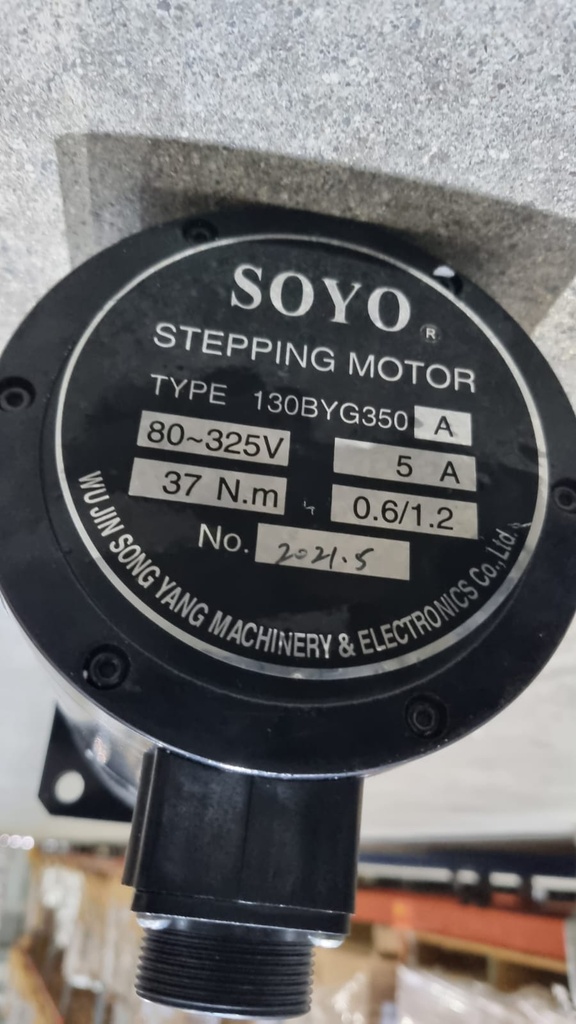 SOYO ®
STEPPING MOTOR
TYPE 130BYG350 A
80~325V 5 A
37 N.m 0.6/1.2
No. 2021.5
WU JIN SONG YANG MACHINERY & ELECTRONICS Co.,Ltd.